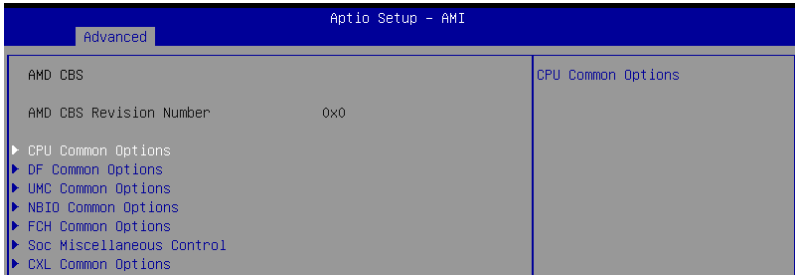 Aptio Setup - AMI
Advanced
AMD CBS
CPU Common Options
AMD CBS Revision Number 0x0
CPU Common Options
DF Common Options
UMC Common Options
NBIO Common Options
FCH Common Options
Soc Miscellaneous Control
CXL Common Options